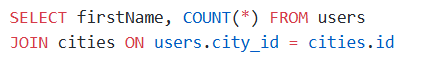 SELECT firstName, COUNT(*) FROM users
JOIN cities ON users.city_id = cities.id